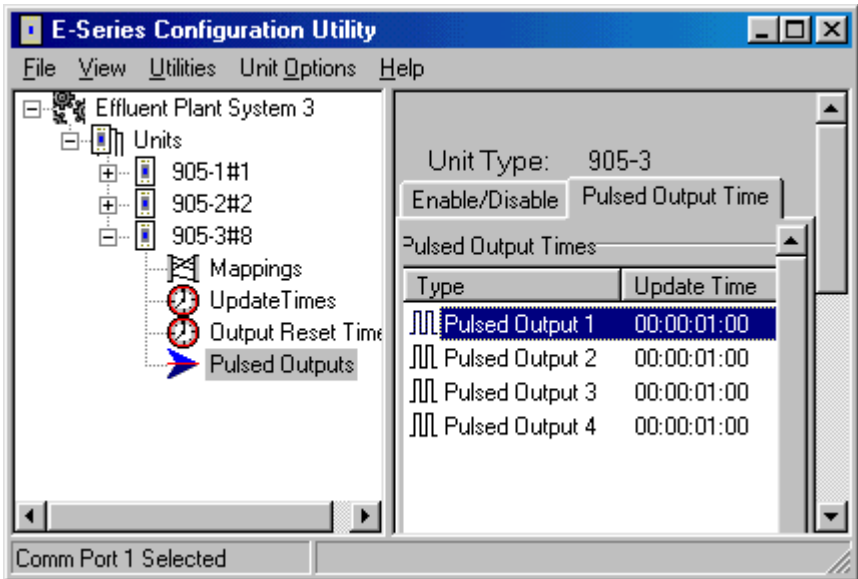 E-Series Configuration Utility
File View Utilities Unit Options Help
Effluent Plant System 3
Units
905-1#1
905-2#2
905-3#8
Mappings
UpdateTimes
Output Reset Time
Pulsed Outputs
Unit Type: 905-3
Enable/Disable Pulsed Output Time
Pulsed Output Times
Type Update Time
Pulsed Output 1 00:00:01:00
Pulsed Output 2 00:00:01:00
Pulsed Output 3 00:00:01:00
Pulsed Output 4 00:00:01:00
Comm Port 1 Selected